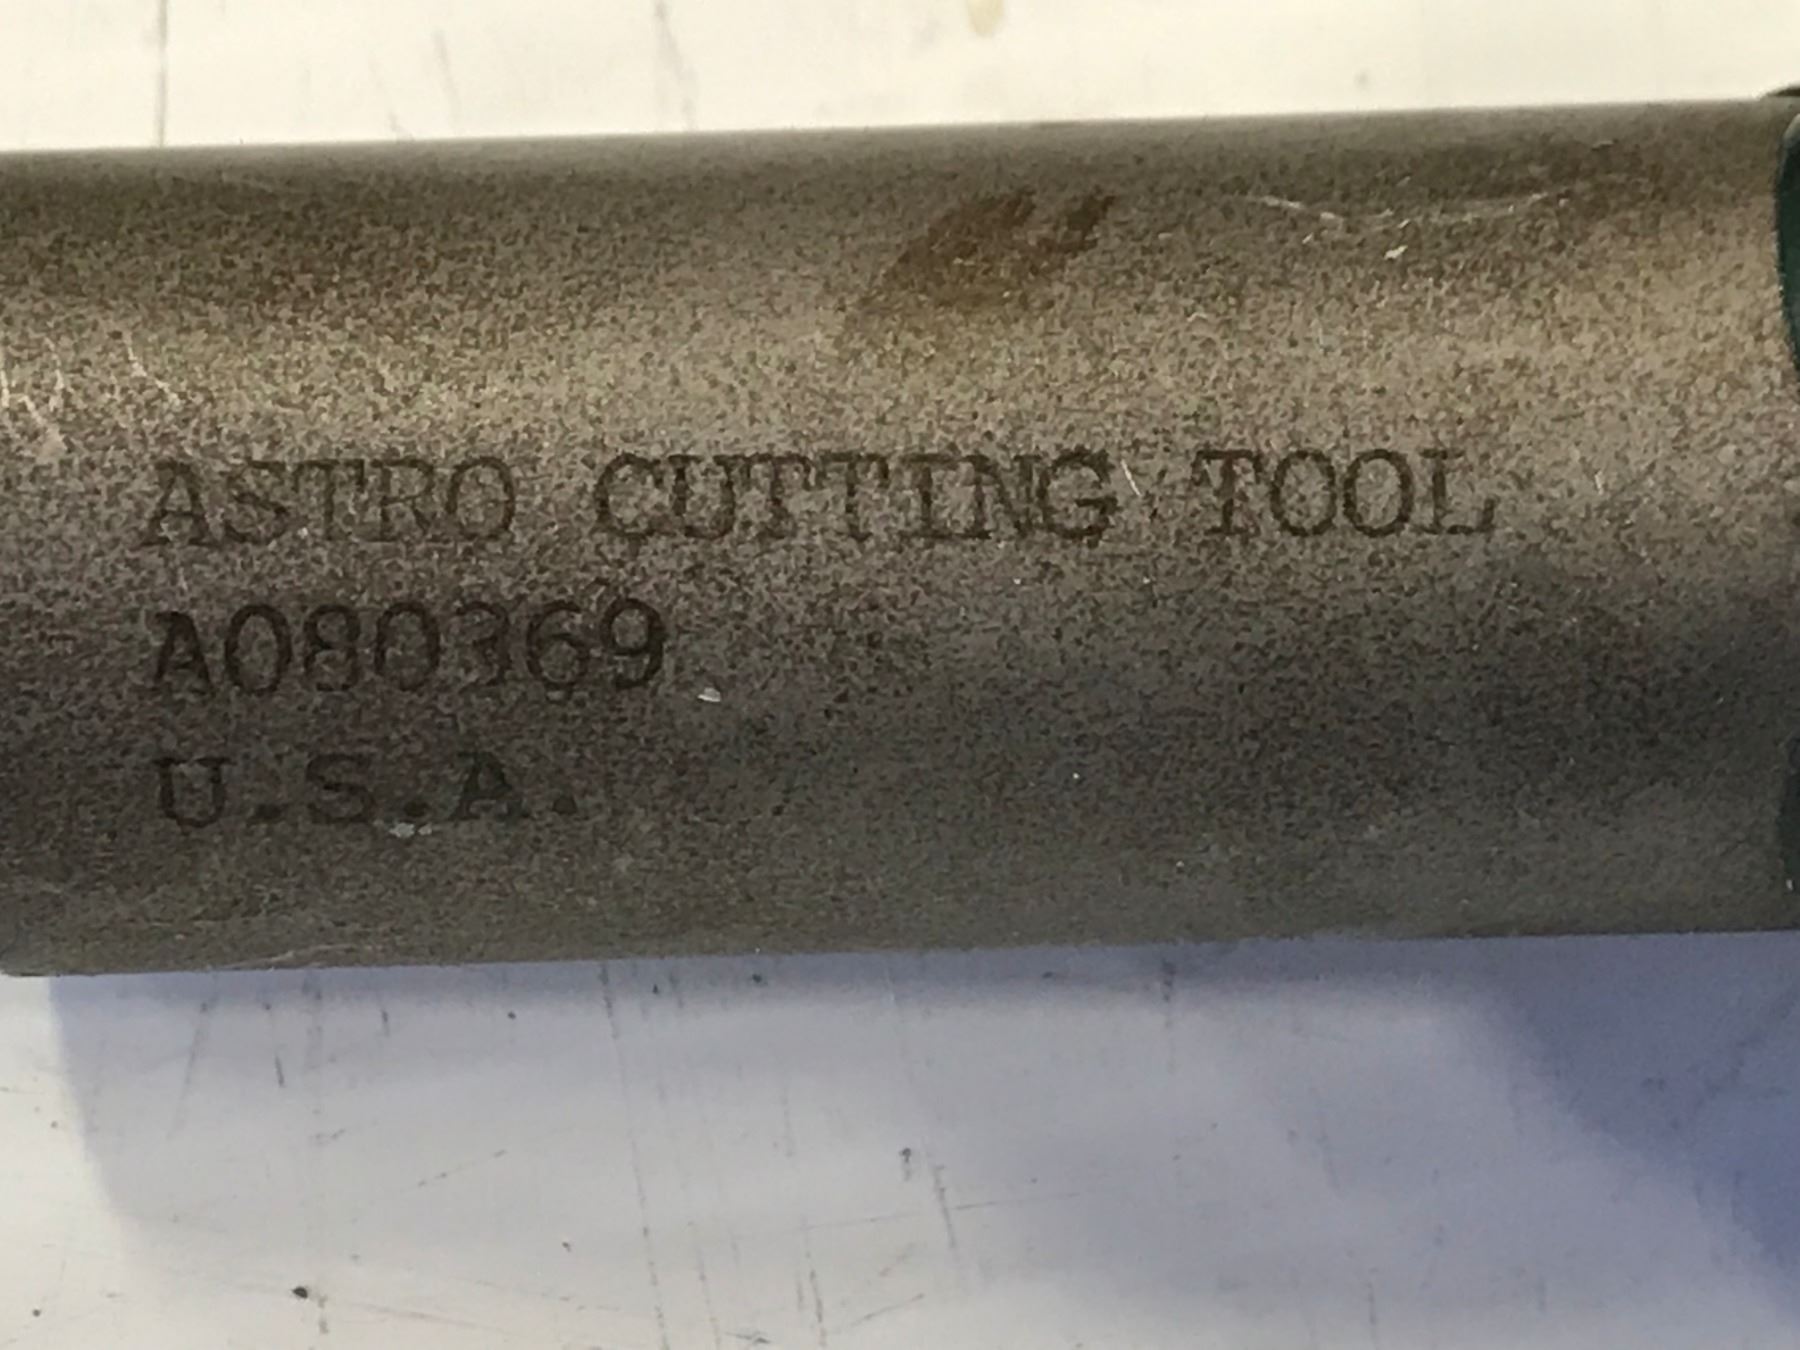 ASTRO CUTTING TOOL
A080369
U.S.A.